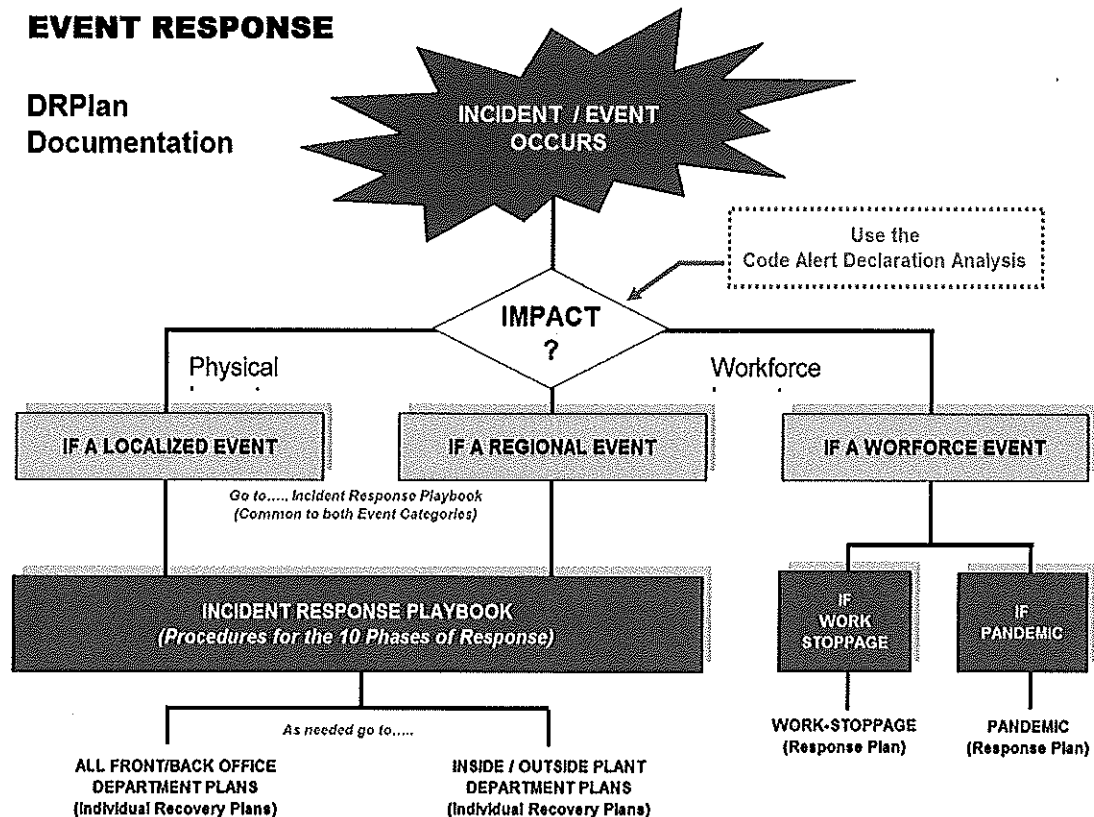 EVENT RESPONSE
DRPlan
Documentation
INCIDENT / EVENT
OCCURS
Use the
Code Alert Declaration Analysis
IMPACT
?
Physical
Workforce
IF A LOCALIZED EVENT
IF A REGIONAL EVENT
IF A WORFORCE EVENT
Go to..... Incident Response Playbook
(Common to both Event Categories)
INCIDENT RESPONSE PLAYBOOK
(Procedures for the 10 Phases of Response)
IF
WORK
STOPPAGE
IF
PANDEMIC
As needed go to.....
WORK-STOPPAGE
(Response Plan)
PANDEMIC
(Response Plan)
ALL FRONT/BACK OFFICE
DEPARTMENT PLANS
(Individual Recovery Plans)
INSIDE / OUTSIDE PLANT
DEPARTMENT PLANS
(Individual Recovery Plans)